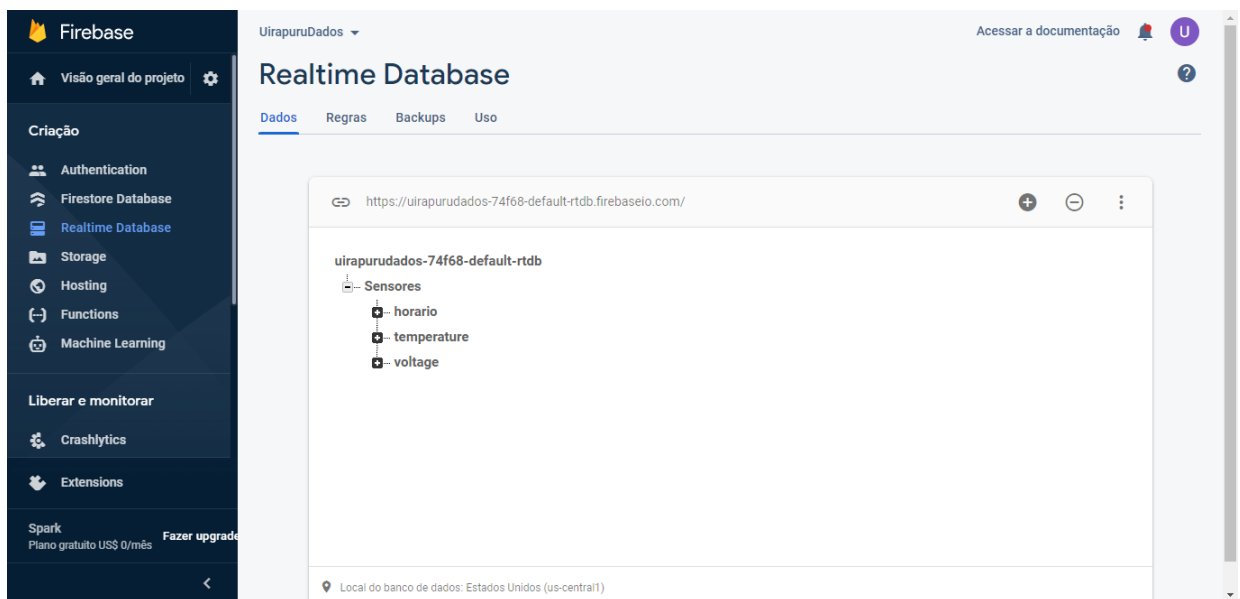 Firebase
Visão geral do projeto
Criação
Authentication
Firestore Database
Realtime Database
Storage
Hosting
Functions
Machine Learning
Liberar e monitorar
Crashlytics
Extensions
Spark
Plano gratuito US$ 0/mês
Fazer upgrade
UirapuruDados
Acessar a documentação
U
Realtime Database
?
Dados
Regras
Backups
Uso
https://uirapurudados-74f68-default-rtdb.firebaseio.com/
uirapurudados-74f68-default-rtdb
Sensores
horario
temperature
voltage
Local do banco de dados: Estados Unidos (us-central1)